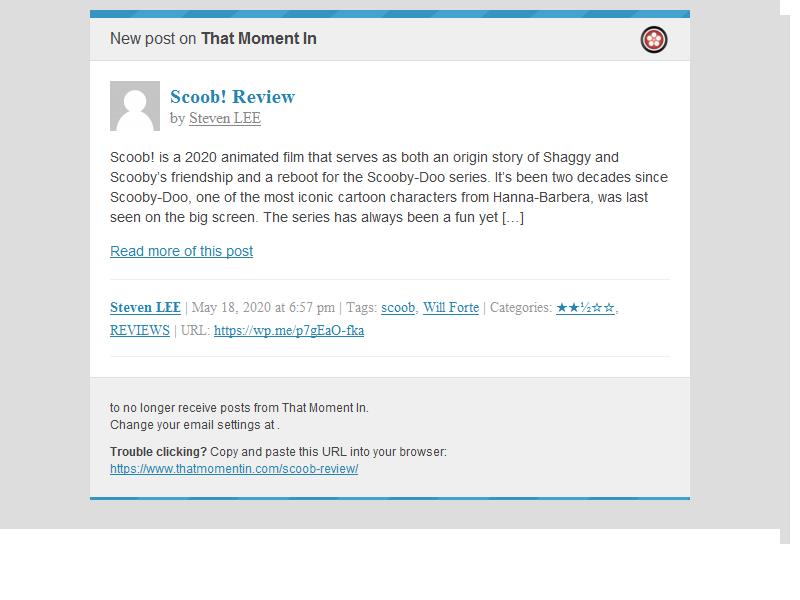 New post on That Moment In
Scoob! Review
by Steven LEE
Scoob! is a 2020 animated film that serves as both an origin story of Shaggy and
Scooby’s friendship and a reboot for the Scooby-Doo series. It’s been two decades since
Scooby-Doo, one of the most iconic cartoon characters from Hanna-Barbera, was last
seen on the big screen. The series has always been a fun yet […]
Read more of this post
Steven LEE | May 18, 2020 at 6:57 pm | Tags: scoob, Will Forte | Categories: ★★½☆☆,
REVIEWS | URL: https://wp.me/p7gEaO-fka
to no longer receive posts from That Moment In.
Change your email settings at .
Trouble clicking? Copy and paste this URL into your browser:
https://www.thatmomentin.com/scoob-review/